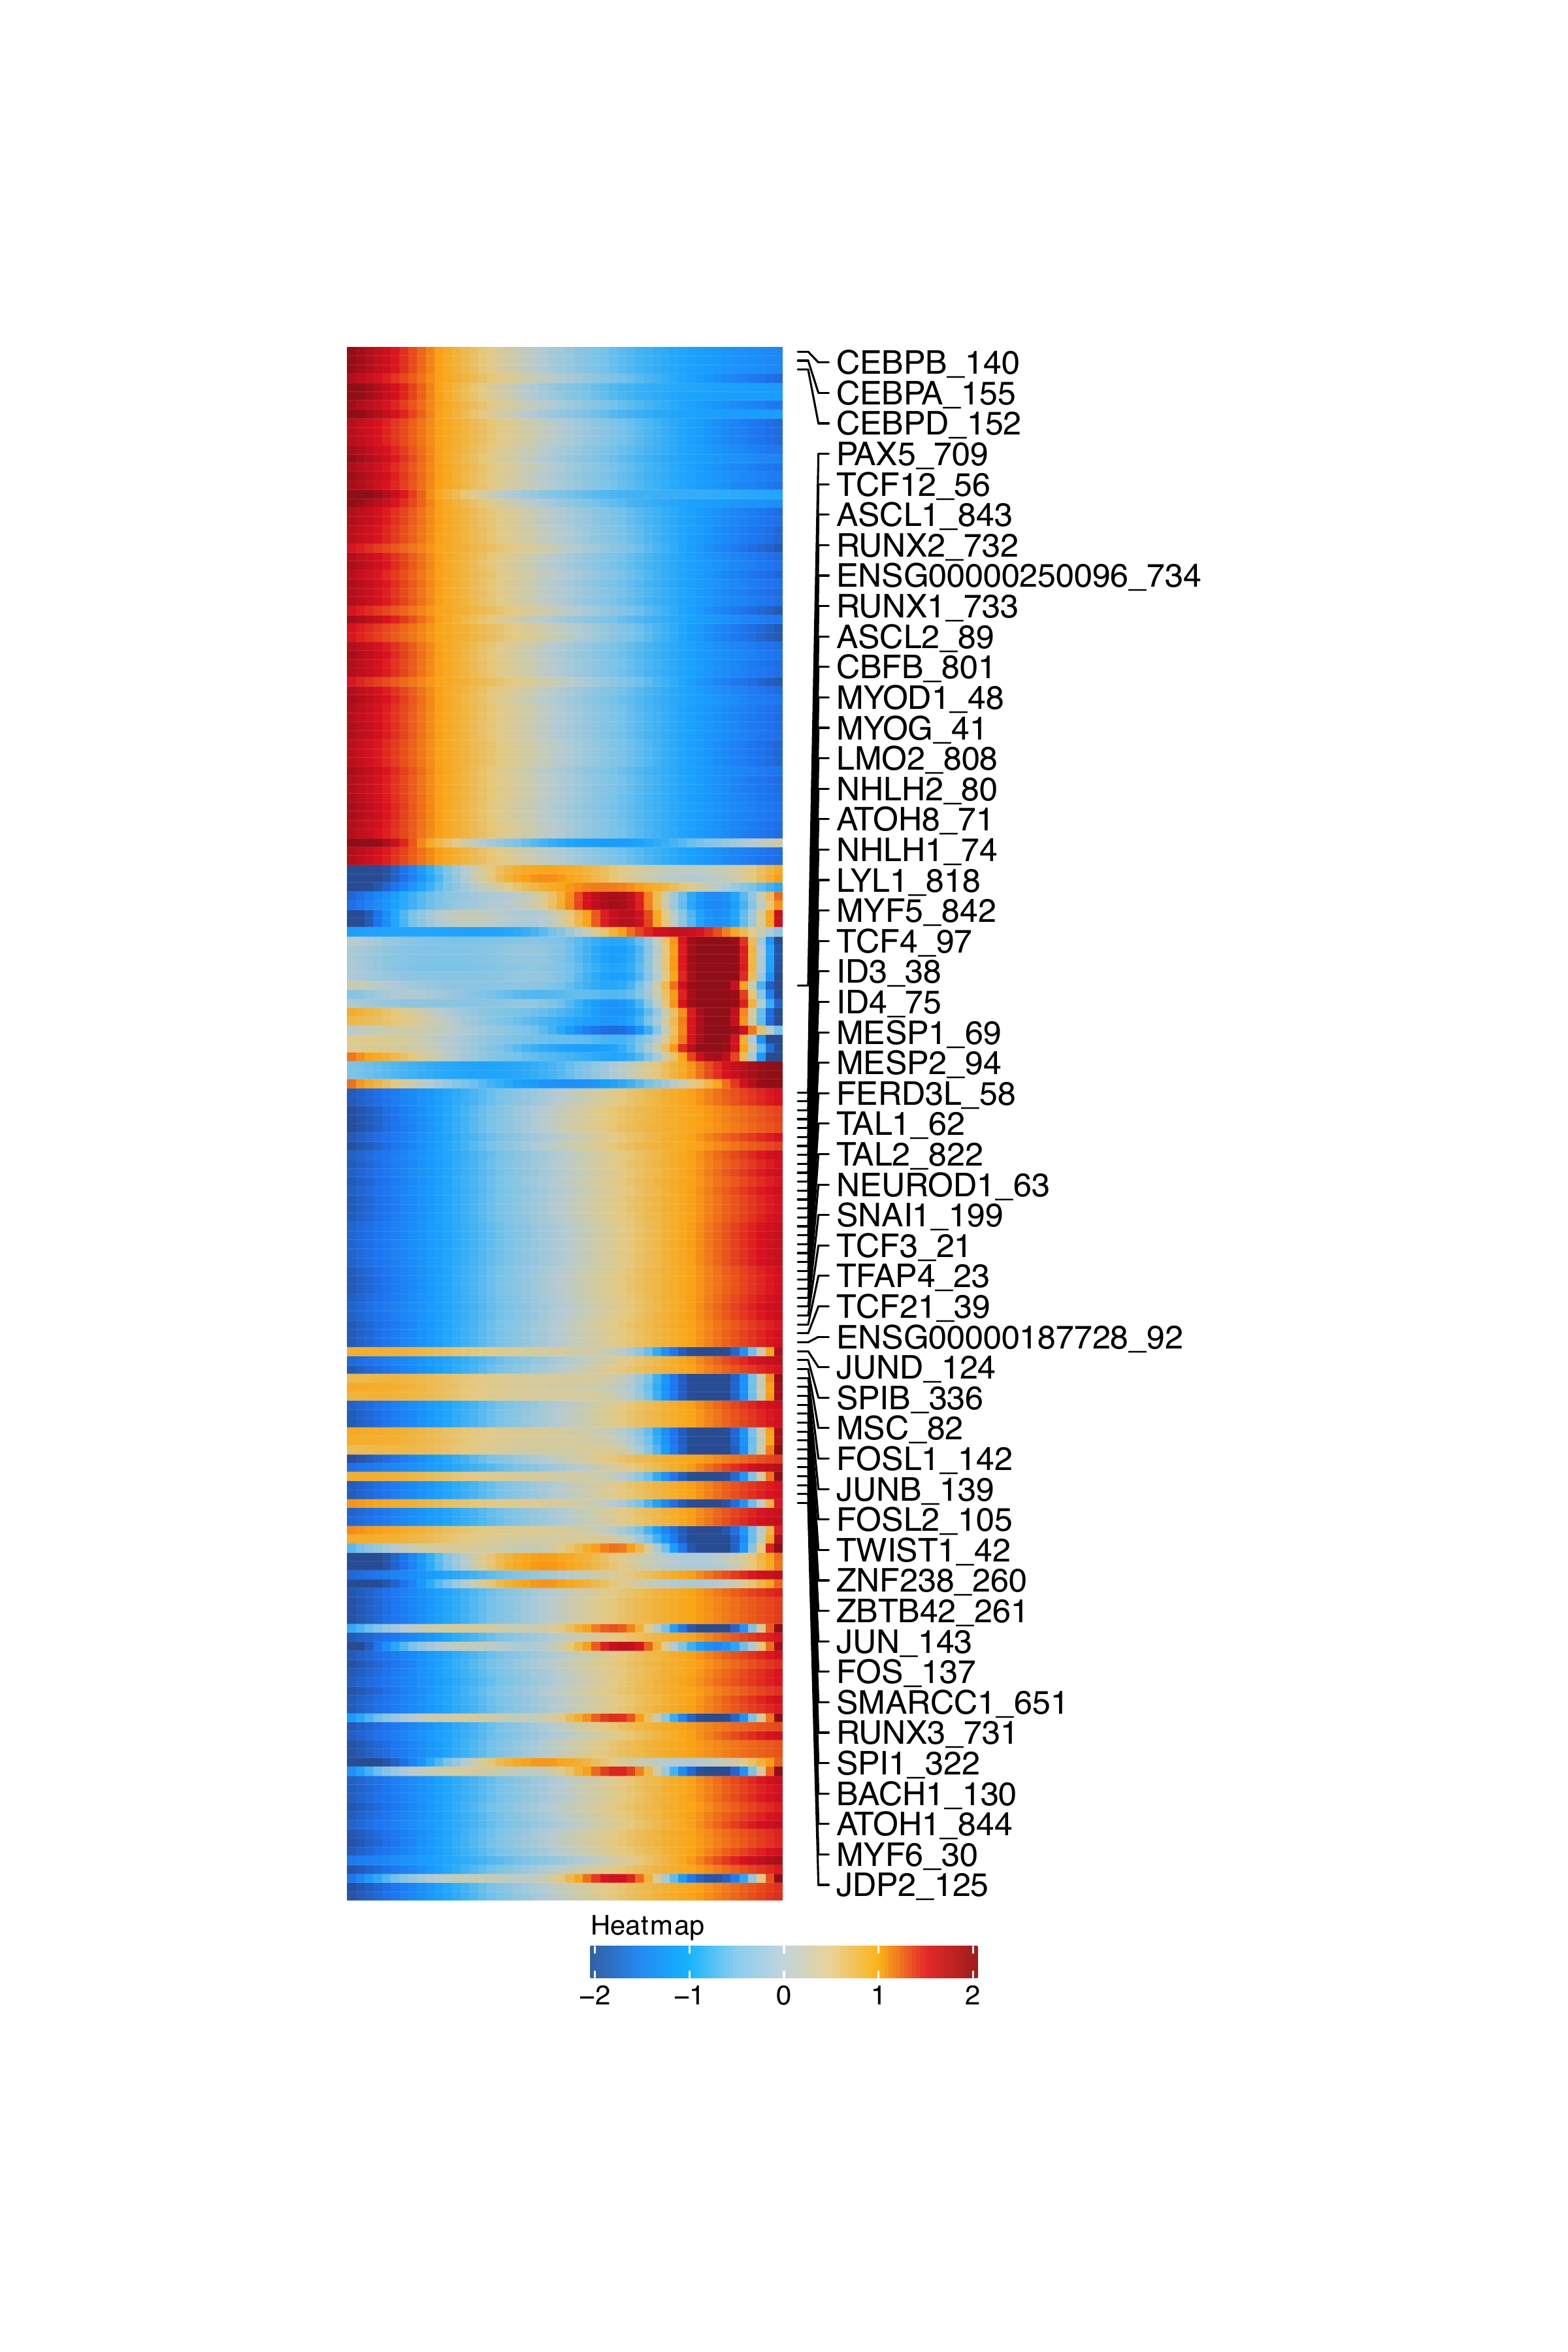 CEBPB_140
CEBPA_155
CEBPD_152
PAX5_709
TCF12_56
ASCL1_843
RUNX2_732
ENSG00000250096_734
RUNX1_733
ASCL2_89
CBFB_801
MYOD1_48
MYOG_41
LMO2_808
NHLH2_80
ATOH8_71
NHLH1_74
LYL1_818
MYF5_842
TCF4_97
ID3_38
ID4_75
MESP1_69
MESP2_94
FERD3L_58
TAL1_62
TAL2_822
NEUROD1_63
SNAI1_199
TCF3_21
TFAP4_23
TCF21_39
ENSG00000187728_92
JUND_124
SPIB_336
MSC_82
FOSL1_142
JUNB_139
FOSL2_105
TWIST1_42
ZNF238_260
ZBTB42_261
JUN_143
FOS_137
SMARCC1_651
RUNX3_731
SPI1_322
BACH1_130
ATOH1_844
MYF6_30
JDP2_125
Heatmap
−2 −1 0 1 2